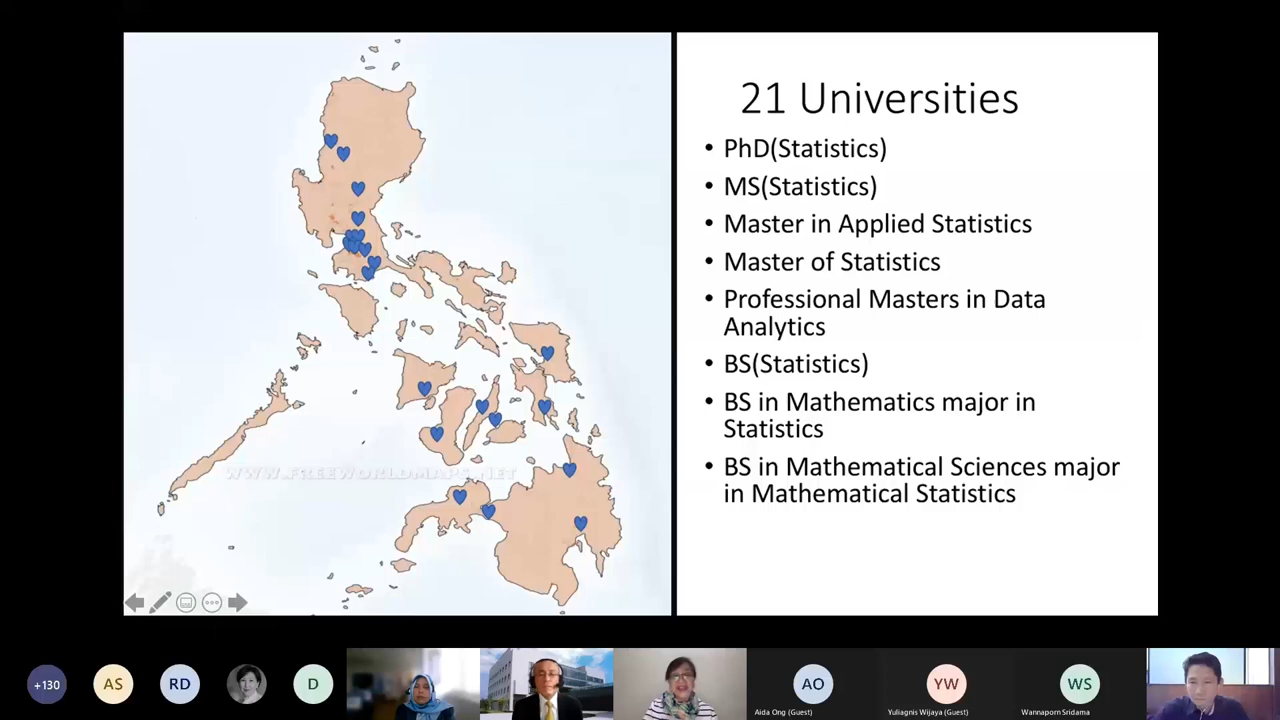 21 Universities
• PhD(Statistics)
• MS(Statistics)
• Master in Applied Statistics
• Master of Statistics
• Professional Masters in Data
Analytics
• BS(Statistics)
• BS in Mathematics major in
Statistics
• BS in Mathematical Sciences major
in Mathematical Statistics
WWW.FREEWORLDMAPS.NET
+130
AS
RD
D
AO
Aida Ong (Guest)
YW
Yuliagnis Wijaya (Guest)
WS
Wannaporn Sridama